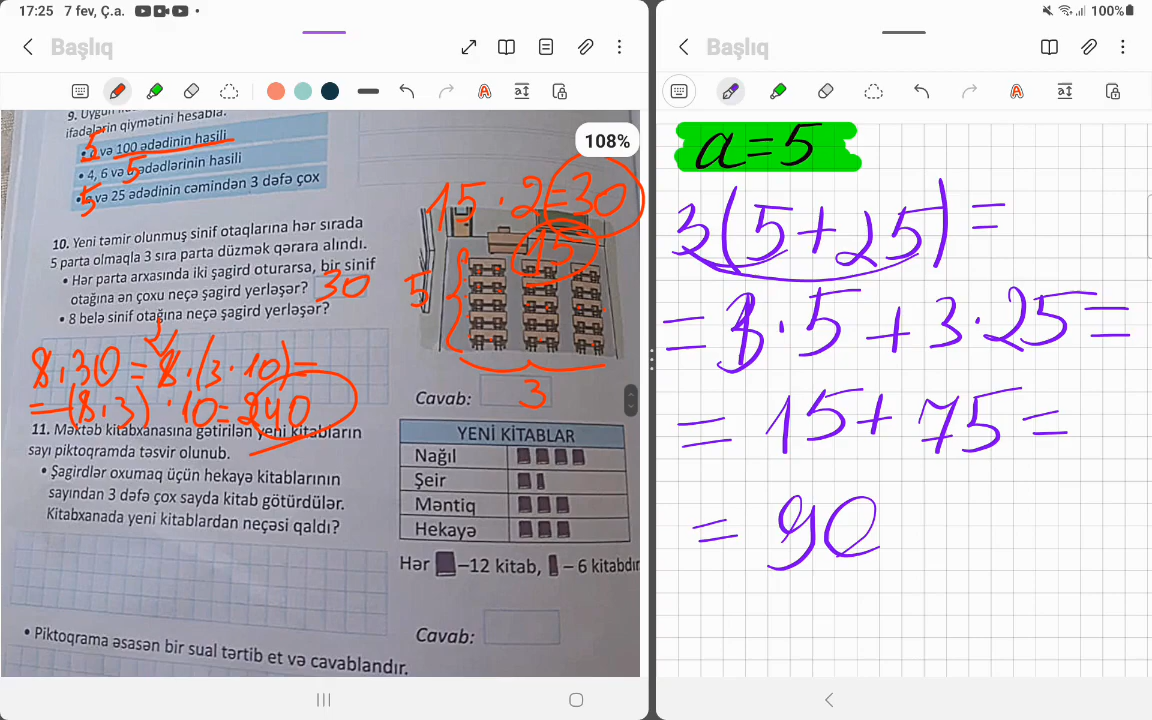 17:25 7 fev, Ç.a.
100%
Başlıq
Başlıq
108%
ifadələrin qiymətini hesabla.
• 5 və 100 ədədinin hasili
• 4, 6 və 5 ədədlərinin hasili
• 5 və 25 ədədinin cəmindən 3 dəfə çox
10. Yeni təmir olunmuş sinif otaqlarına hər sırada
5 parta olmaqla 3 sıra parta düzmək qərara alındı.
• Hər parta arxasında iki şagird oturarsa, bir sinif
otağına ən çoxu neçə şagird yerləşər? 30
• 8 belə sinif otağına neçə şagird yerləşər?
8·30=8·(3·10)=
=(8·3)·10=240
15·2=30
15
5
3
Cavab:
11. Məktəb kitabxanasına gətirilən yeni kitabların
sayı piktoqramda təsvir olunub.
• Şagirdlər oxumaq üçün hekayə kitablarının
sayından 3 dəfə çox sayda kitab götürdülər.
Kitabxanada yeni kitablardan neçəsi qaldı?
YENİ KİTABLAR
Nağıl
Şeir
Məntiq
Hekayə
Hər –12 kitab, – 6 kitabdır
Cavab:
• Piktoqrama əsasən bir sual tərtib et və cavablandır.
a=5
3(5+25)=
=3·5+3·25=
=15+75=
=90